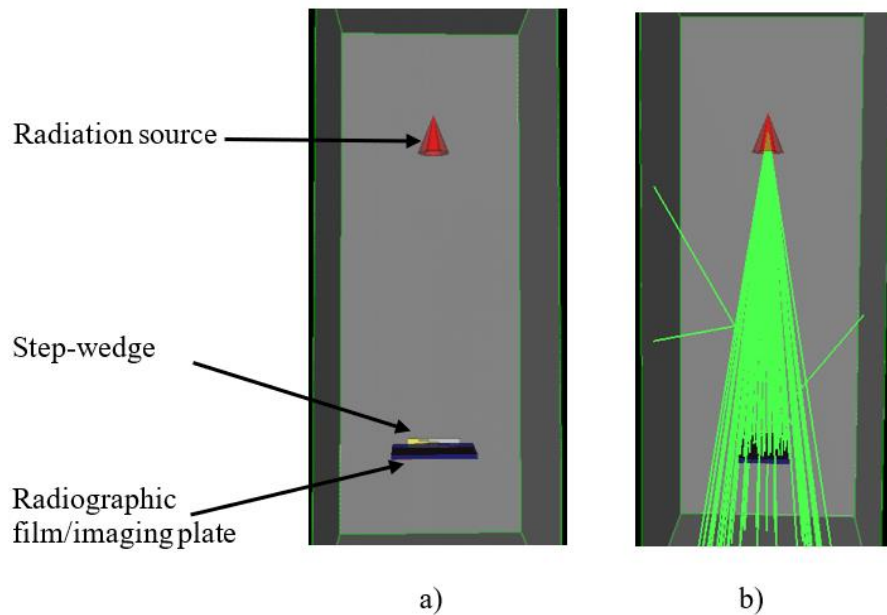 Radiation source
Step-wedge
Radiographic
film/imaging plate
a)
b)